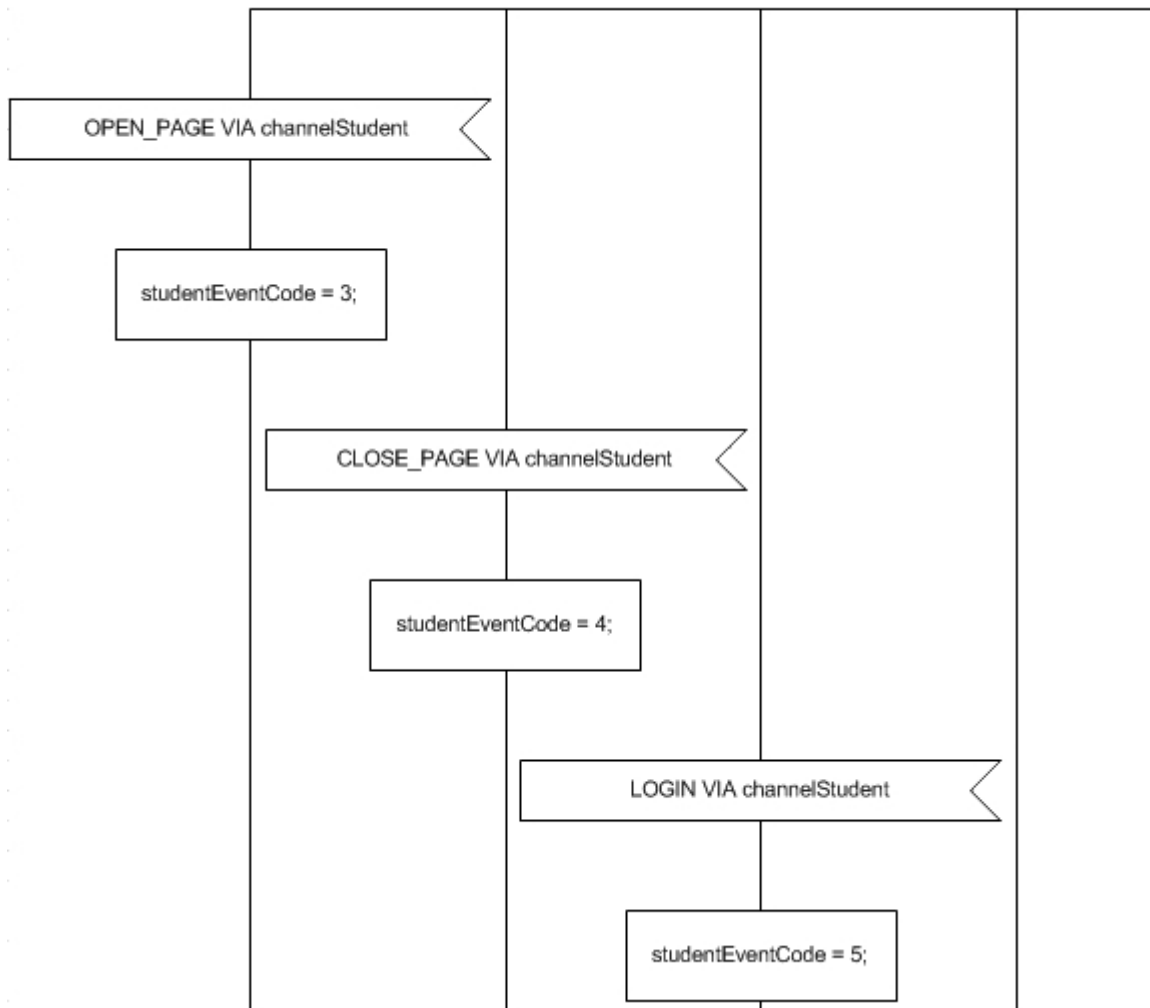 OPEN_PAGE VIA channelStudent
studentEventCode = 3;
CLOSE_PAGE VIA channelStudent
studentEventCode = 4;
LOGIN VIA channelStudent
studentEventCode = 5;